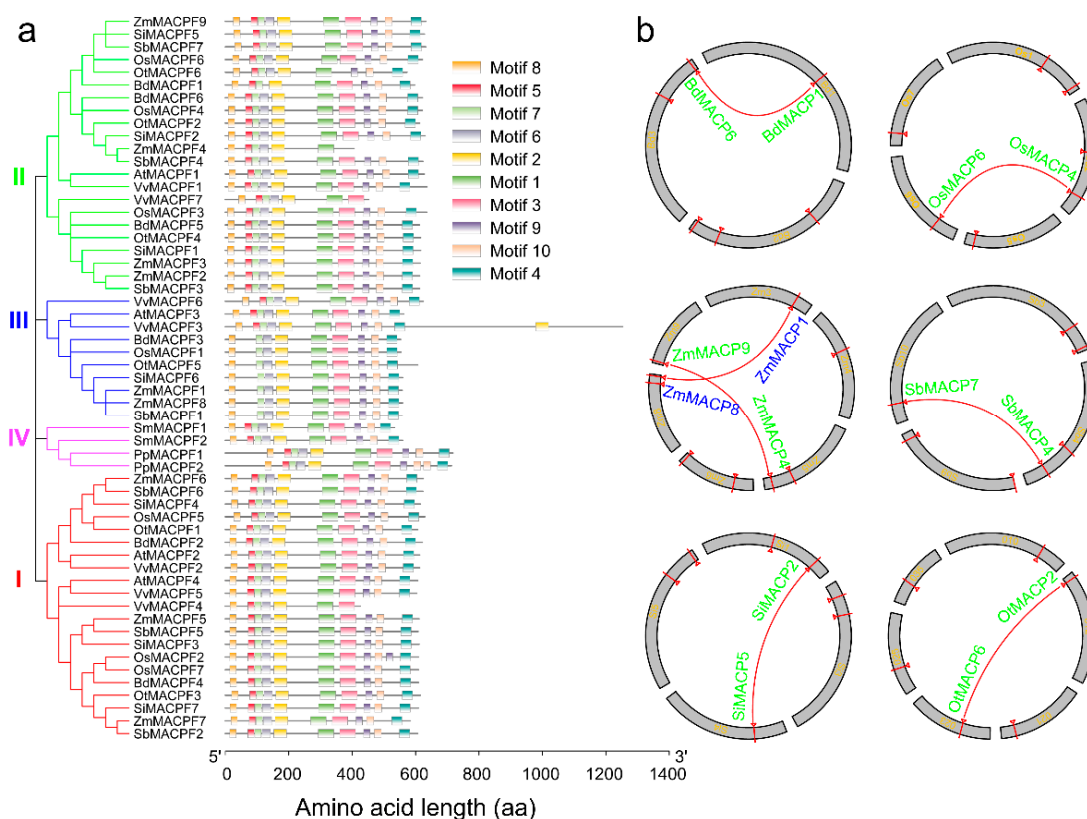 a
ZmMACPF9
SiMACPF5
SbMACPF7
OsMACPF6
OtMACPF6
BdMACPF1
BdMACPF6
OsMACPF4
OtMACPF2
SiMACPF2
ZmMACPF4
SbMACPF4
AtMACPF1
VvMACPF1
VvMACPF7
OsMACPF3
BdMACPF5
OtMACPF4
SiMACPF1
ZmMACPF3
ZmMACPF2
SbMACPF3
VvMACPF6
AtMACPF3
VvMACPF3
BdMACPF3
OsMACPF1
OtMACPF5
SiMACPF6
ZmMACPF1
ZmMACPF8
SbMACPF1
SmMACPF1
SmMACPF2
PpMACPF1
PpMACPF2
ZmMACPF6
SbMACPF6
SiMACPF4
OsMACPF5
OtMACPF1
BdMACPF2
AtMACPF2
VvMACPF2
AtMACPF4
VvMACPF5
VvMACPF4
ZmMACPF5
SbMACPF5
SiMACPF3
OsMACPF2
OsMACPF7
BdMACPF4
OtMACPF3
SiMACPF7
ZmMACPF7
SbMACPF2
II
III
IV
I
Motif 8
Motif 5
Motif 7
Motif 6
Motif 2
Motif 1
Motif 3
Motif 9
Motif 10
Motif 4
5' 3'
0 200 400 600 800 1000 1200 1400
Amino acid length (aa)
b
BdMACP6
BdMACP1
OsMACP6
OsMACP4
ZmMACP9
ZmMACP1
ZmMACP8
ZmMACP4
SbMACP7
SbMACP4
SiMACP2
SiMACP5
OtMACP2
OtMACP6